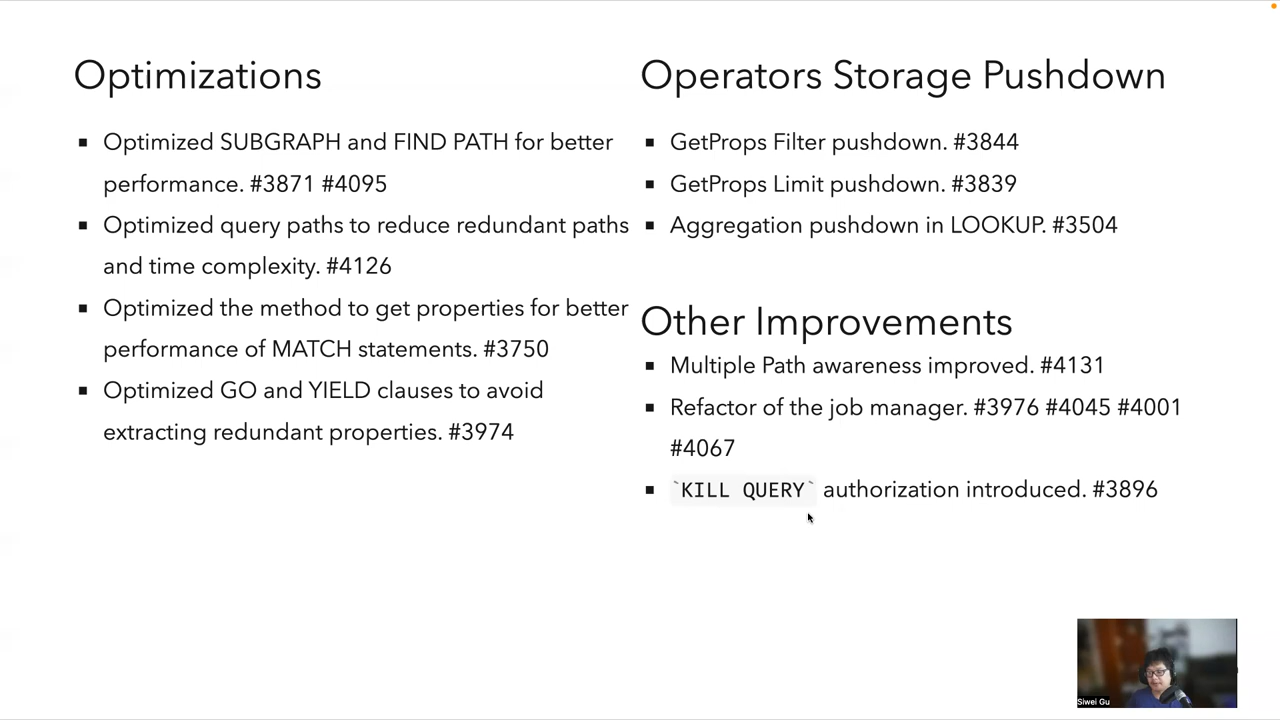 Optimizations
▪ Optimized SUBGRAPH and FIND PATH for better
performance. #3871 #4095
▪ Optimized query paths to reduce redundant paths
and time complexity. #4126
▪ Optimized the method to get properties for better
performance of MATCH statements. #3750
▪ Optimized GO and YIELD clauses to avoid
extracting redundant properties. #3974
Operators Storage Pushdown
▪ GetProps Filter pushdown. #3844
▪ GetProps Limit pushdown. #3839
▪ Aggregation pushdown in LOOKUP. #3504
Other Improvements
▪ Multiple Path awareness improved. #4131
▪ Refactor of the job manager. #3976 #4045 #4001
#4067
▪ `KILL QUERY` authorization introduced. #3896
Siwei Gu